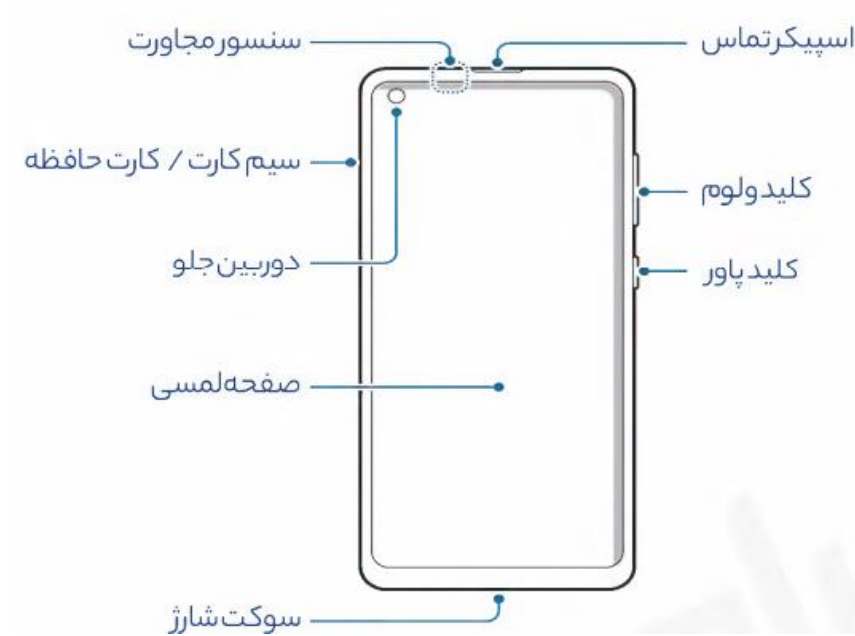 اسپیکر تماس
سنسور مجاورت
سیم کارت / کارت حافظه
کلید ولوم
دوربین جلو
کلید پاور
صفحه لمسی
سوکت شارژ